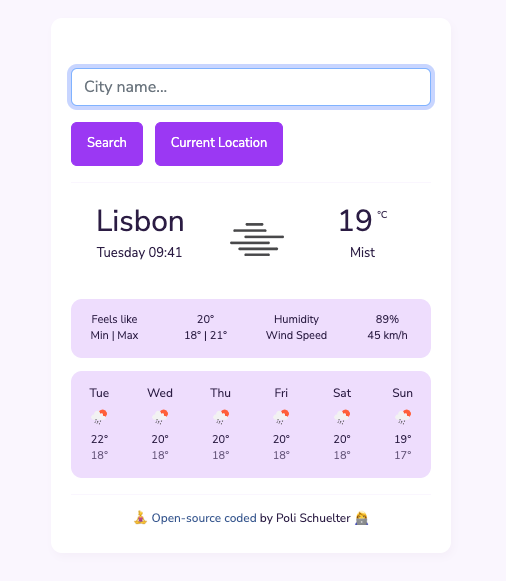 City name...
Search Current Location
Lisbon 19 °C
Tuesday 09:41 Mist
Feels like 20° Humidity 89%
Min | Max 18° | 21° Wind Speed 45 km/h
Tue Wed Thu Fri Sat Sun
22° 20° 20° 20° 20° 19°
18° 18° 18° 18° 18° 17°
Open-source coded by Poli Schuelter